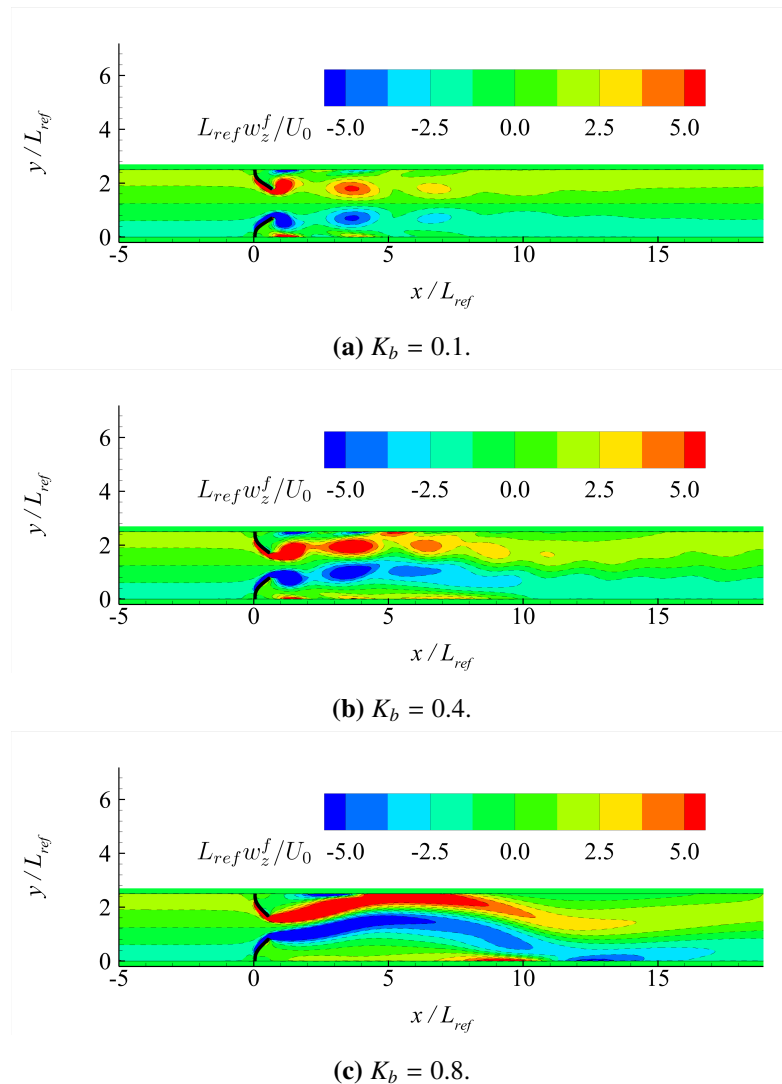 6
4
2
0
y / L_ref
L_ref w_z^f / U_0
-5.0 -2.5 0.0 2.5 5.0
-5 0 5 10 15
x / L_ref
(a) K_b = 0.1.
6
4
2
0
y / L_ref
L_ref w_z^f / U_0
-5.0 -2.5 0.0 2.5 5.0
-5 0 5 10 15
x / L_ref
(b) K_b = 0.4.
6
4
2
0
y / L_ref
L_ref w_z^f / U_0
-5.0 -2.5 0.0 2.5 5.0
-5 0 5 10 15
x / L_ref
(c) K_b = 0.8.